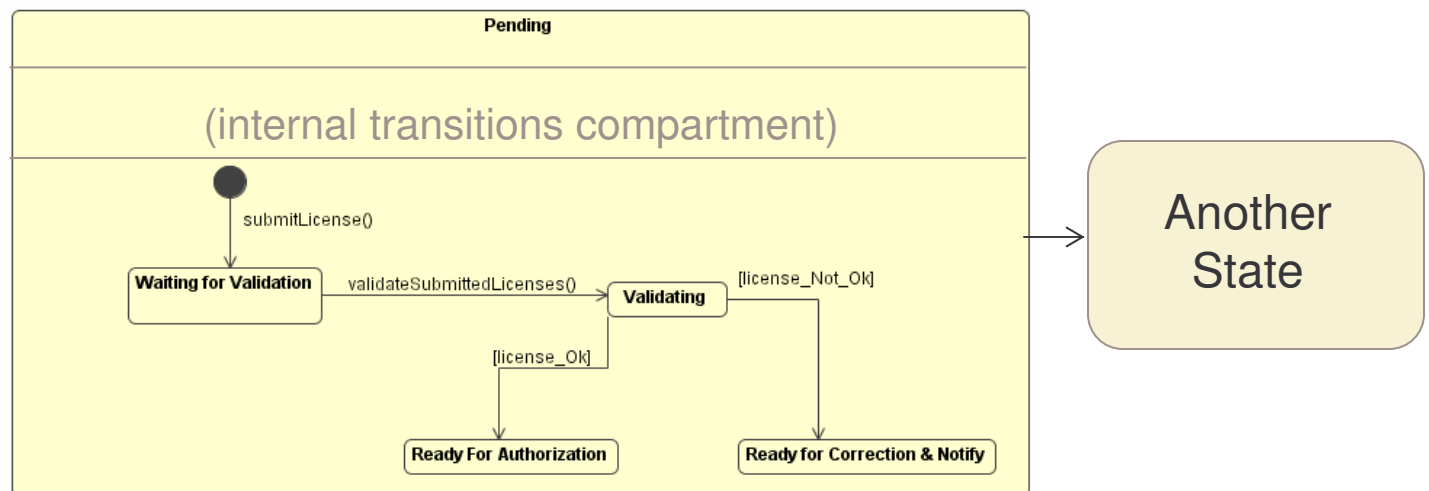 Pending
(internal transitions compartment)
submitLicense()
Waiting for Validation
validateSubmittedLicenses()
Validating
[license_Not_Ok]
[license_Ok]
Ready For Authorization
Ready for Correction & Notify
Another
State